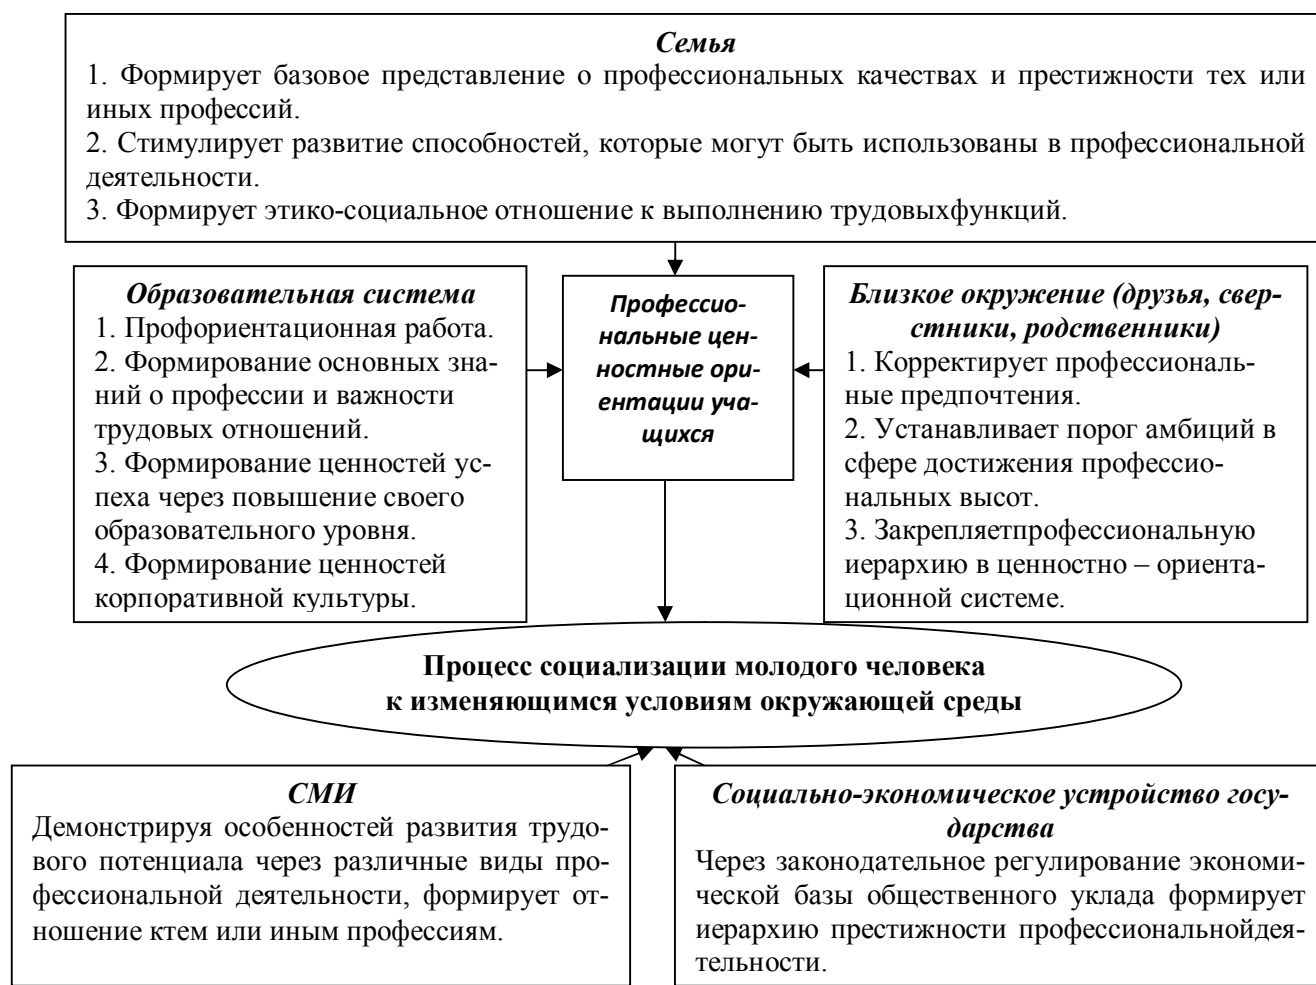 Семья
1. Формирует базовое представление о профессиональных качествах и престижности тех или
иных профессий.
2. Стимулирует развитие способностей, которые могут быть использованы в профессиональной
деятельности.
3. Формирует этико-социальное отношение к выполнению трудовыхфункций.
Образовательная система
1. Профориентационная работа.
2. Формирование основных зна-
ний о профессии и важности
трудовых отношений.
3. Формирование ценностей ус-
пеха через повышение своего
образовательного уровня.
4. Формирование ценностей
корпоративной культуры.
Профессио-
нальные цен-
ностные ори-
ентации уча-
щихся
Близкое окружение (друзья, свер-
стники, родственники)
1. Корректирует профессиональ-
ные предпочтения.
2. Устанавливает порог амбиций в
сфере достижения профессио-
нальных высот.
3. Закрепляетпрофессиональную
иерархию в ценностно – ориента-
ционной системе.
Процесс социализации молодого человека
к изменяющимся условиям окружающей среды
СМИ
Демонстрируя особенностей развития трудо-
вого потенциала через различные виды про-
фессиональной деятельности, формирует от-
ношение ктем или иным профессиям.
Социально-экономическое устройство госу-
дарства
Через законодательное регулирование экономи-
ческой базы общественного уклада формирует
иерархию престижности профессиональнойдея-
тельности.